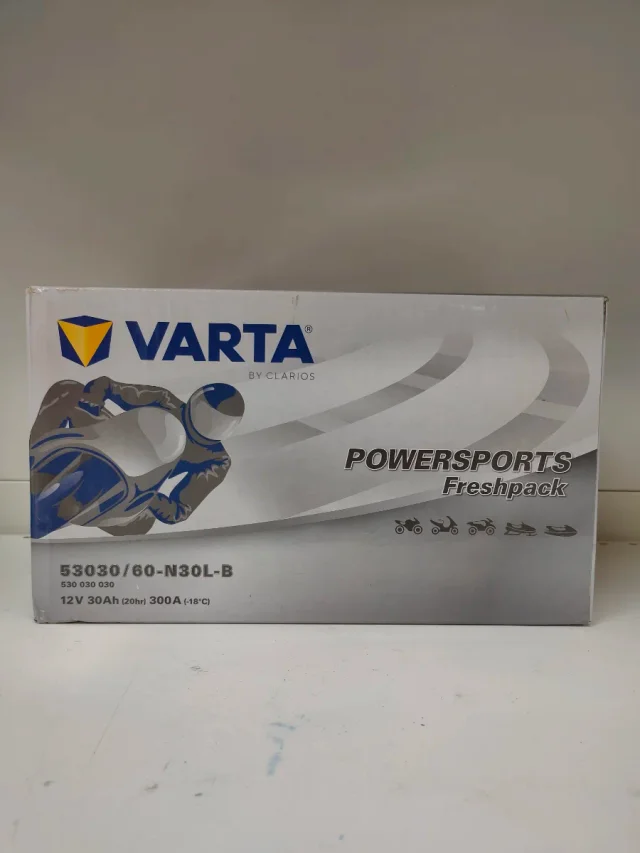 VARTA®
BY CLARIOS
POWERSPORTS
Freshpack
53030/60-N30L-B
530 030 030
12V 30Ah (20hr) 300A (-18°C)